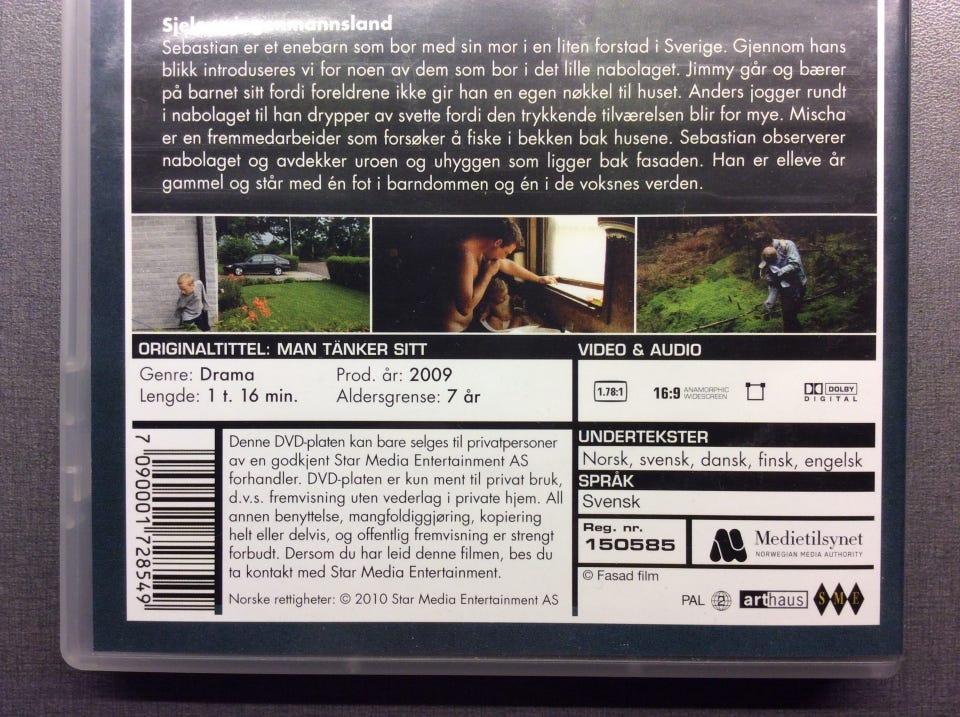 Sebastian er et enebarn som bor med sin mor i en liten forstad i Sverige. Gjennom hans
blikk introduseres vi for noen av dem som bor i det lille nabolaget. Jimmy går og bærer
på barnet sitt fordi foreldrene ikke gir han en egen nøkkel til huset. Anders jogger rundt
i nabolaget til han drypper av svette fordi den trykkende tilværelsen blir for mye. Mischa
er en fremmedarbeider som forsøker å fiske i bekken bak husene. Sebastian observerer
nabolaget og avdekker uroen og uhyggen som ligger bak fasaden. Han er elleve år
gammel og står med én fot i barndommen og én i de voksnes verden.
ORIGINALTITTEL: MAN TÄNKER SITT
Genre: Drama
Prod. år: 2009
Lengde: 1 t. 16 min.
Aldersgrense: 7 år
VIDEO & AUDIO
1.78:1
16:9 ANAMORPHIC
WIDESCREEN
DOLBY
DIGITAL
UNDERTEKSTER
Norsk, svensk, dansk, finsk, engelsk
SPRÅK
Svensk
7 090001 728549
Denne DVD-platen kan bare selges til privatpersoner
av en godkjent Star Media Entertainment AS
forhandler. DVD-platen er kun ment til privat bruk,
d.v.s. fremvisning uten vederlag i private hjem. All
annen benyttelse, mangfoldiggjøring, kopiering
helt eller delvis, og offentlig fremvisning er strengt
forbudt. Dersom du har leid denne filmen, bes du
ta kontakt med Star Media Entertainment.
Norske rettigheter: © 2010 Star Media Entertainment AS
Reg. nr.
150585
Medietilsynet
NORWEGIAN MEDIA AUTHORITY
© Fasad film
PAL 2 arthaus SME